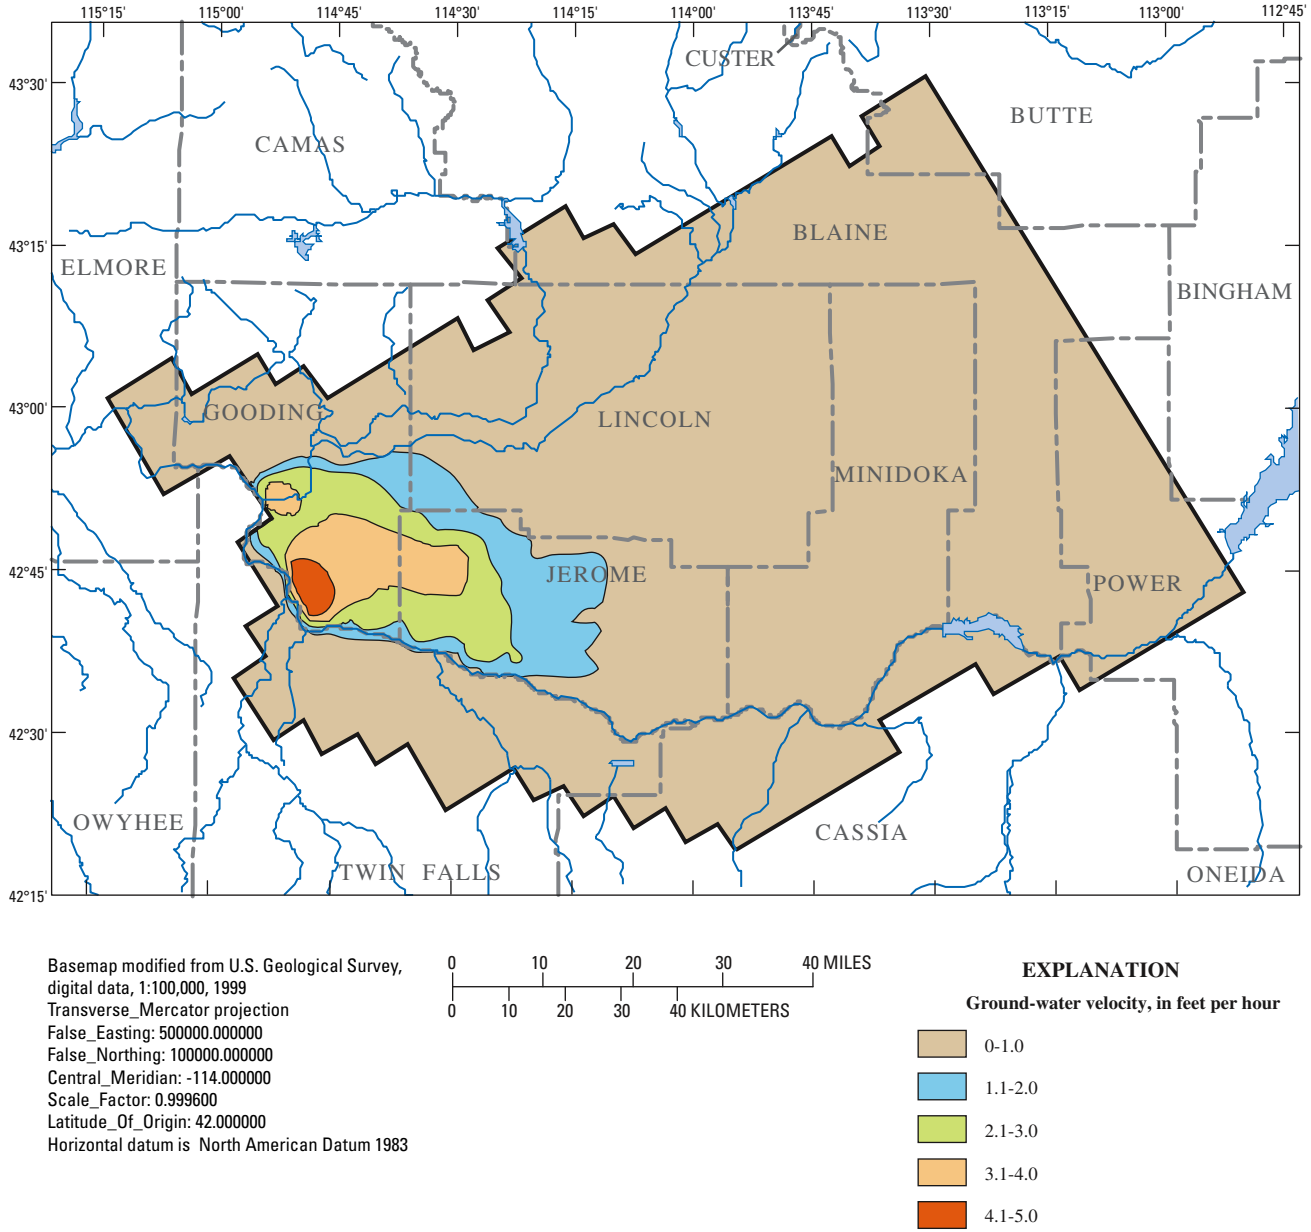 115°15' 115°00' 114°45' 114°30' 114°15' 114°00' 113°45' 113°30' 113°15' 113°00' 112°45'
CUSTER
43°30'
BUTTE
CAMAS
BLAINE
43°15'
ELMORE
BINGHAM
43°00'
GOODING
LINCOLN
MINIDOKA
42°45'
JEROME
POWER
42°30'
OWYHEE
CASSIA
TWIN FALLS
ONEIDA
42°15'
Basemap modified from U.S. Geological Survey,
digital data, 1:100,000, 1999
Transverse_Mercator projection
False_Easting: 500000.000000
False_Northing: 100000.000000
Central_Meridian: -114.000000
Scale_Factor: 0.999600
Latitude_Of_Origin: 42.000000
Horizontal datum is North American Datum 1983
0 10 20 30 40 MILES
0 10 20 30 40 KILOMETERS
EXPLANATION
Ground-water velocity, in feet per hour
0-1.0
1.1-2.0
2.1-3.0
3.1-4.0
4.1-5.0